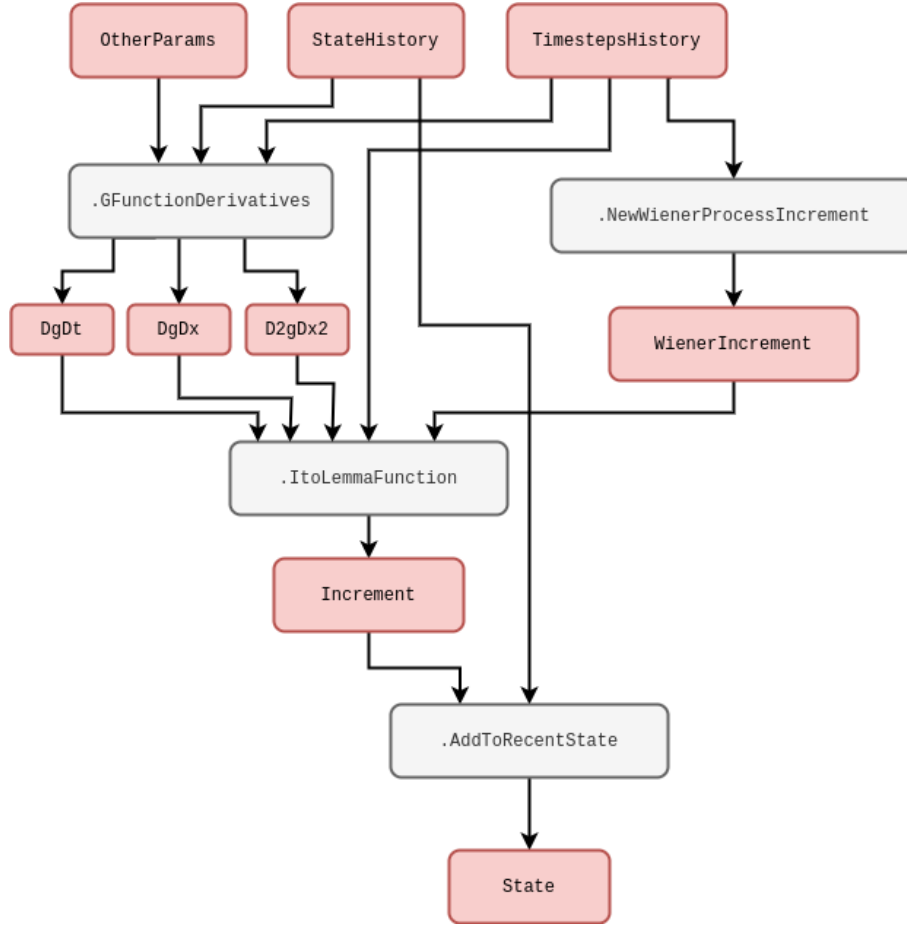 OtherParams
StateHistory
TimestepsHistory
.GFunctionDerivatives
.NewWienerProcessIncrement
DgDt
DgDx
D2gDx2
WienerIncrement
.ItoLemmaFunction
Increment
.AddToRecentState
State